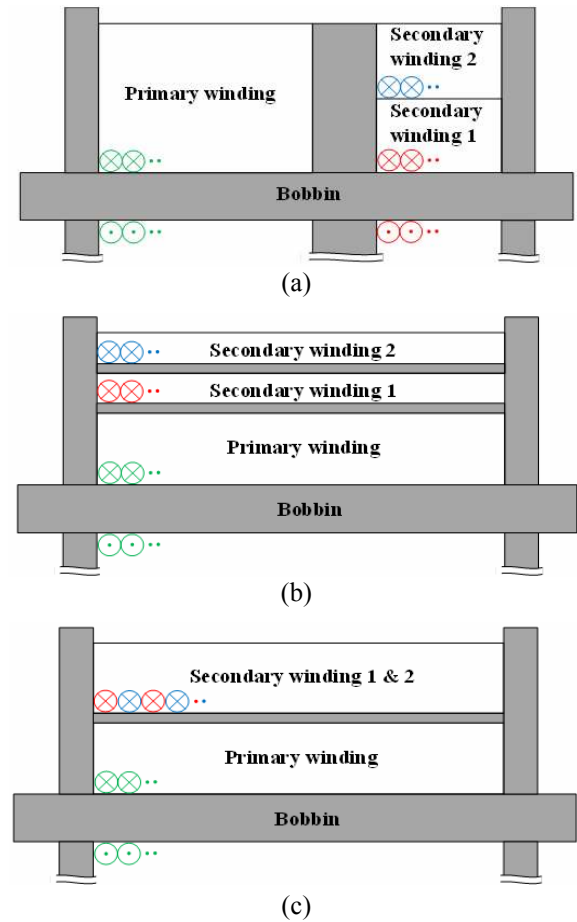 Secondary
winding 2
Primary winding
Secondary
winding 1
Bobbin
(a)
Secondary winding 2
Secondary winding 1
Primary winding
Bobbin
(b)
Secondary winding 1 & 2
Primary winding
Bobbin
(c)